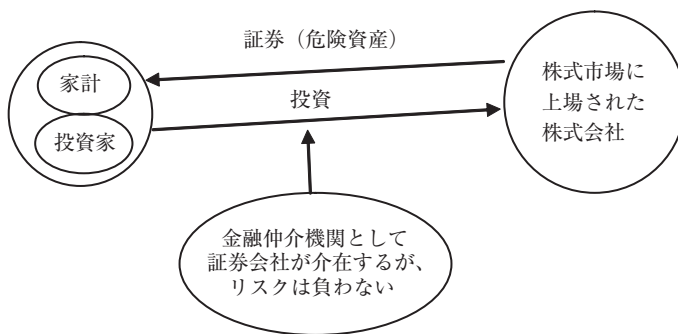 証券（危険資産）
家計
投資
投資家
株式市場に
上場された
株式会社
金融仲介機関として
証券会社が介在するが、
リスクは負わない